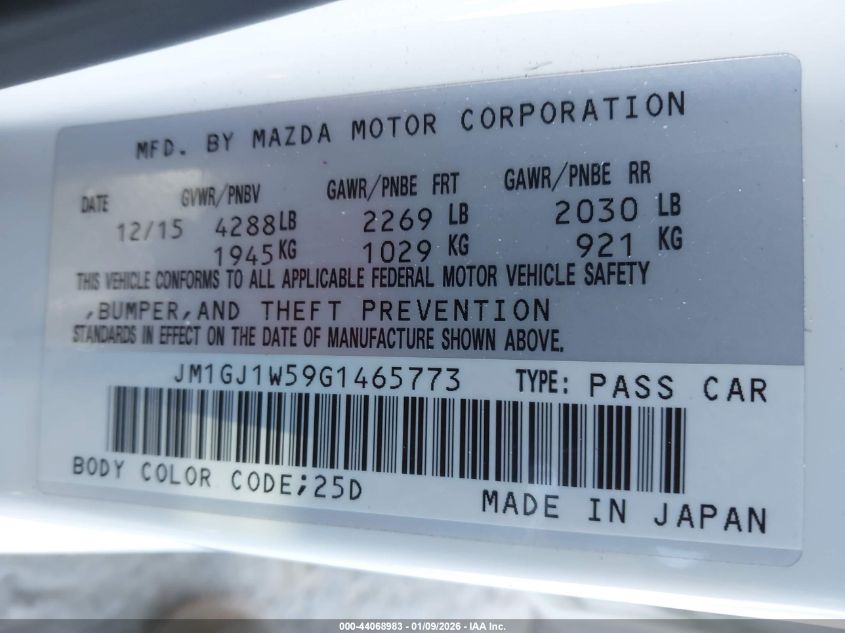 MFD. BY MAZDA MOTOR CORPORATION
DATE GVWR/PNBV GAWR/PNBE FRT GAWR/PNBE RR
12/15 4288LB 2269 LB 2030 LB
1945KG 1029 KG 921 KG
THIS VEHICLE CONFORMS TO ALL APPLICABLE FEDERAL MOTOR VEHICLE SAFETY
,BUMPER,AND THEFT PREVENTION
STANDARDS IN EFFECT ON THE DATE OF MANUFACTURE SHOWN ABOVE.
JM1GJ1W59G1465773 TYPE: PASS CAR
BODY COLOR CODE;25D
MADE IN JAPAN
000-44068983 - 01/09/2026 - IAA Inc.